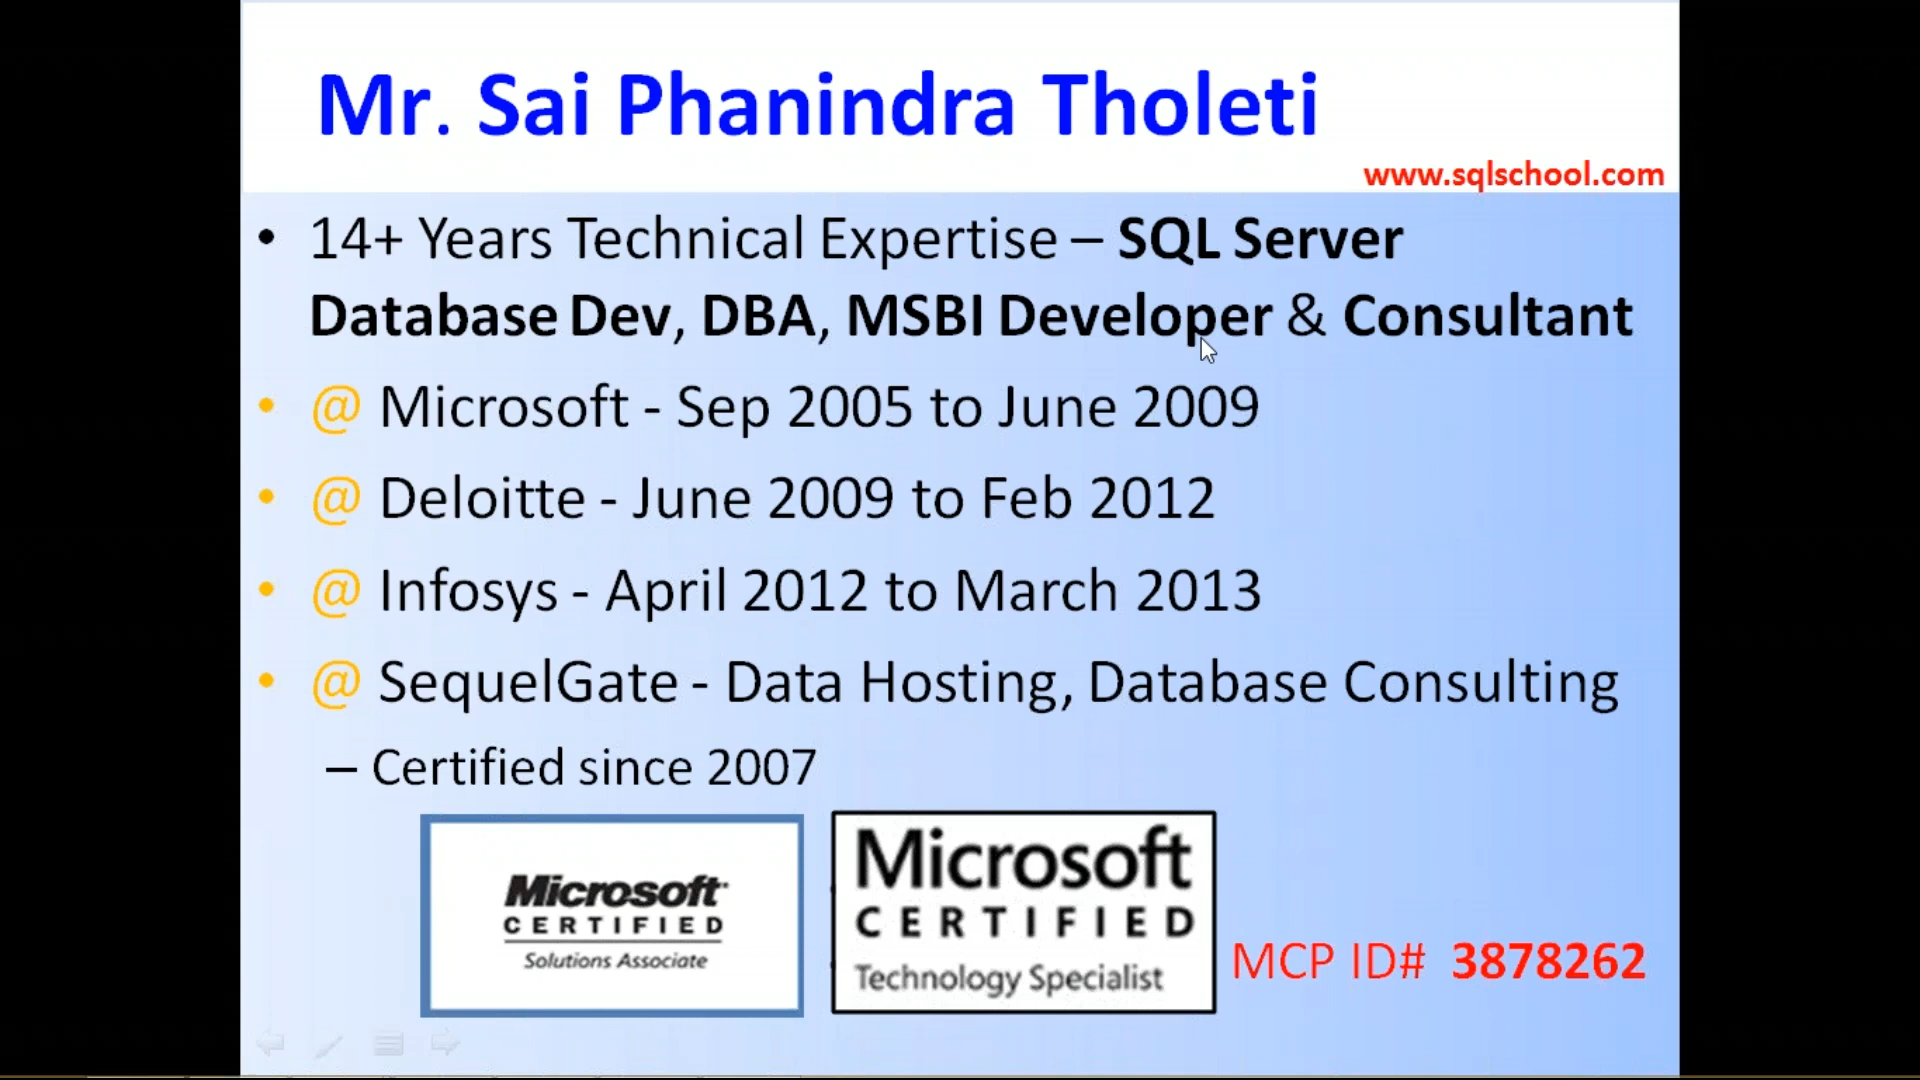 Mr. Sai Phanindra Tholeti
www.sqlschool.com
• 14+ Years Technical Expertise – SQL Server
Database Dev, DBA, MSBI Developer & Consultant
• @ Microsoft - Sep 2005 to June 2009
• @ Deloitte - June 2009 to Feb 2012
• @ Infosys - April 2012 to March 2013
• @ SequelGate - Data Hosting, Database Consulting
– Certified since 2007
Microsoft
CERTIFIED
Solutions Associate
Microsoft
CERTIFIED
Technology Specialist
MCP ID# 3878262